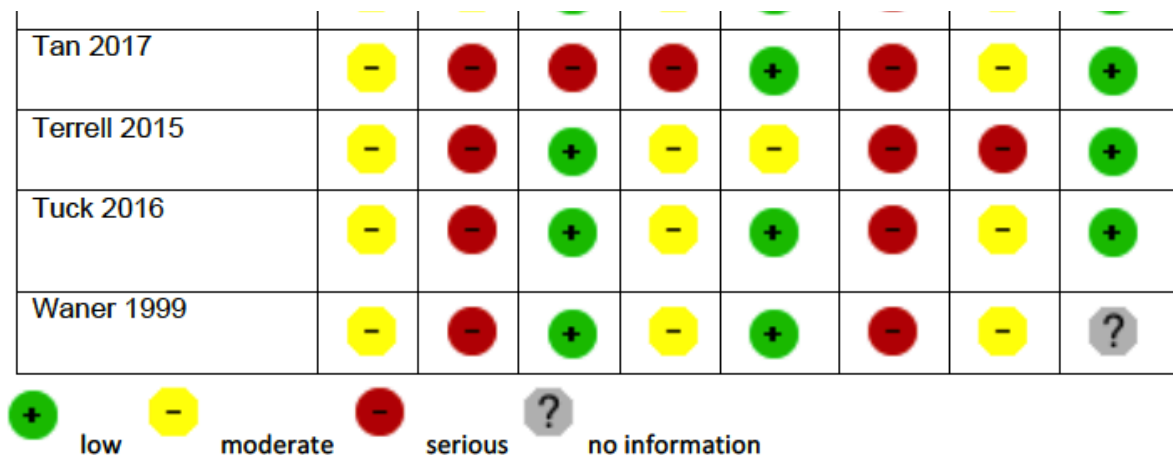 Tan 2017 - - - - + - - +
Terrell 2015 - - + - - - - +
Tuck 2016 - - + - + - - +
Waner 1999 - - + - + - - ?
+ low - moderate - serious ? no information